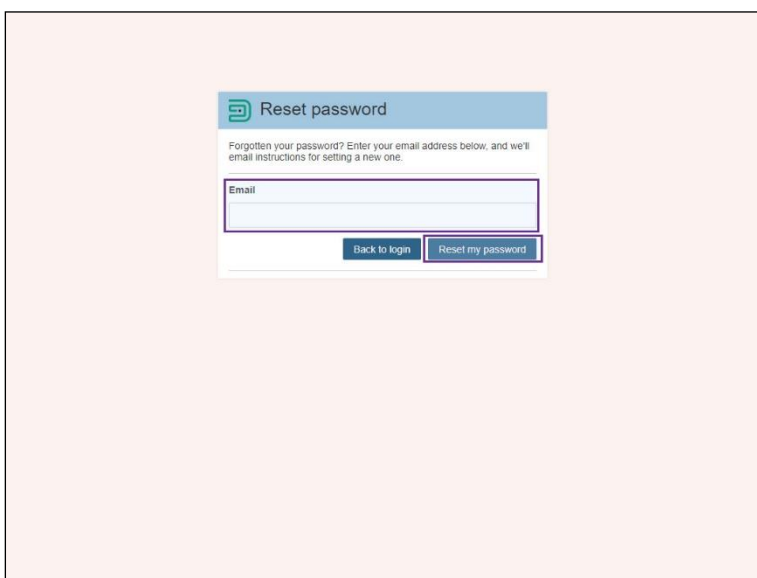 Reset password
Forgotten your password? Enter your email address below, and we'll
email instructions for setting a new one.
Email
Back to login Reset my password